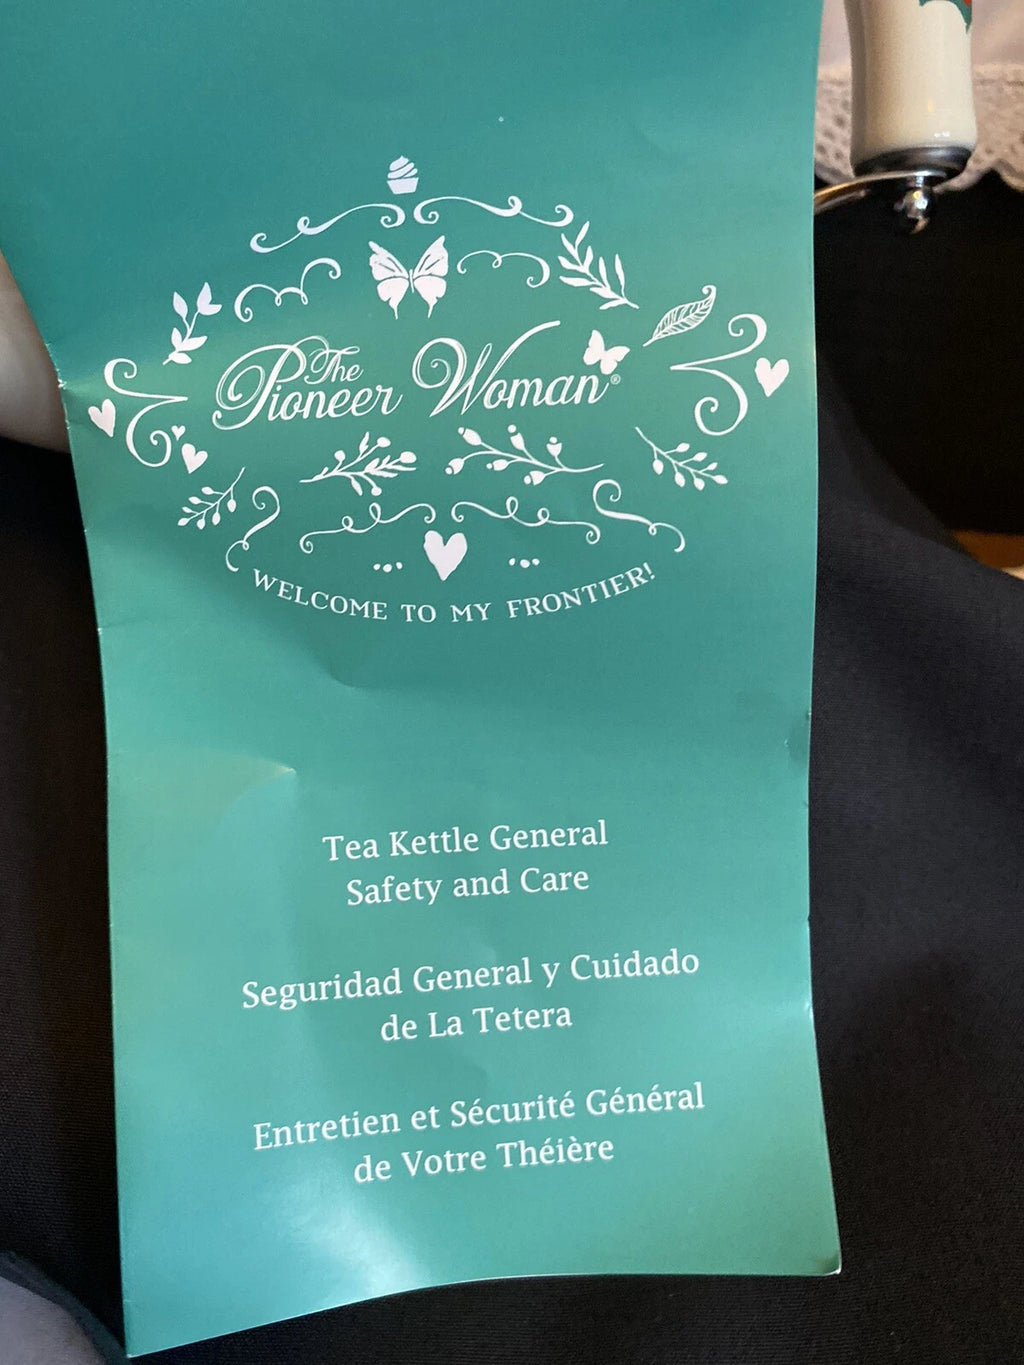 The
Pioneer Woman®
WELCOME TO MY FRONTIER!
Tea Kettle General
Safety and Care
Seguridad General y Cuidado
de La Tetera
Entretien et Sécurité Général
de Votre Théière